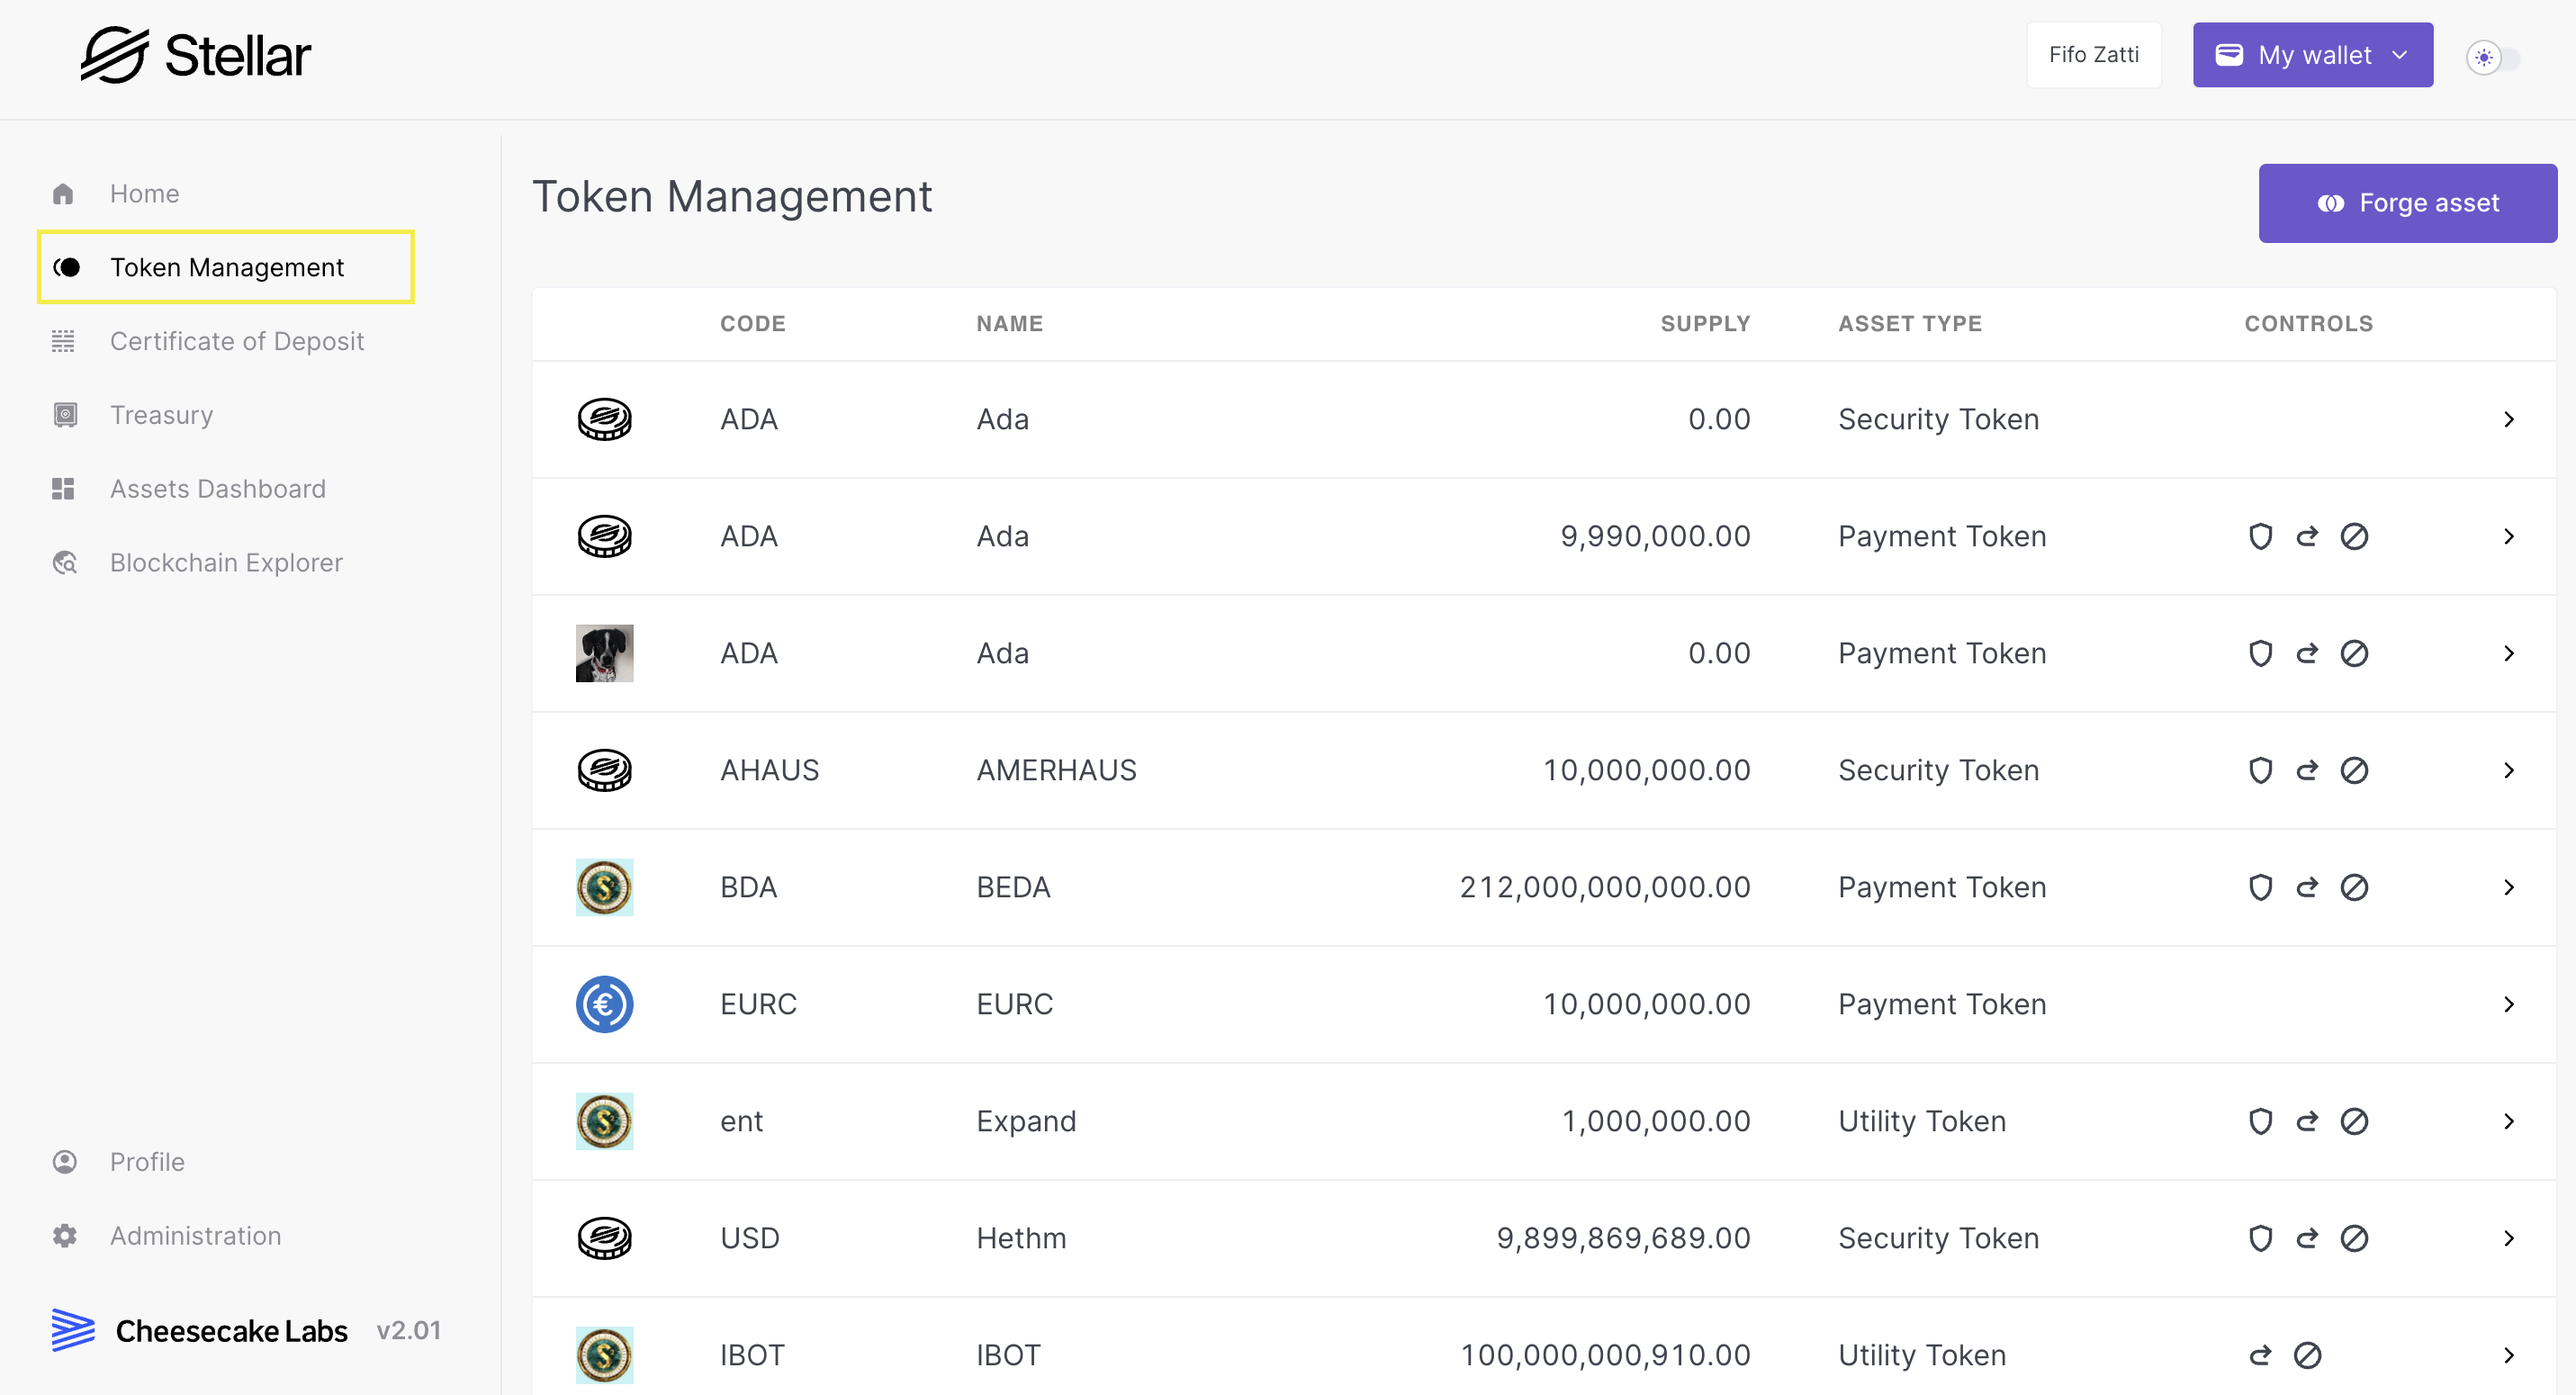 Stellar
Fifo Zatti
My wallet
Home
Token Management
Certificate of Deposit
Treasury
Assets Dashboard
Blockchain Explorer
Profile
Administration
Cheesecake Labs v2.01
Token Management
Forge asset
CODE NAME SUPPLY ASSET TYPE CONTROLS
ADA Ada 0.00 Security Token
ADA Ada 9,990,000.00 Payment Token
ADA Ada 0.00 Payment Token
AHAUS AMERHAUS 10,000,000.00 Security Token
BDA BEDA 212,000,000,000.00 Payment Token
EURC EURC 10,000,000.00 Payment Token
ent Expand 1,000,000.00 Utility Token
USD Hethm 9,899,869,689.00 Security Token
IBOT IBOT 100,000,000,910.00 Utility Token